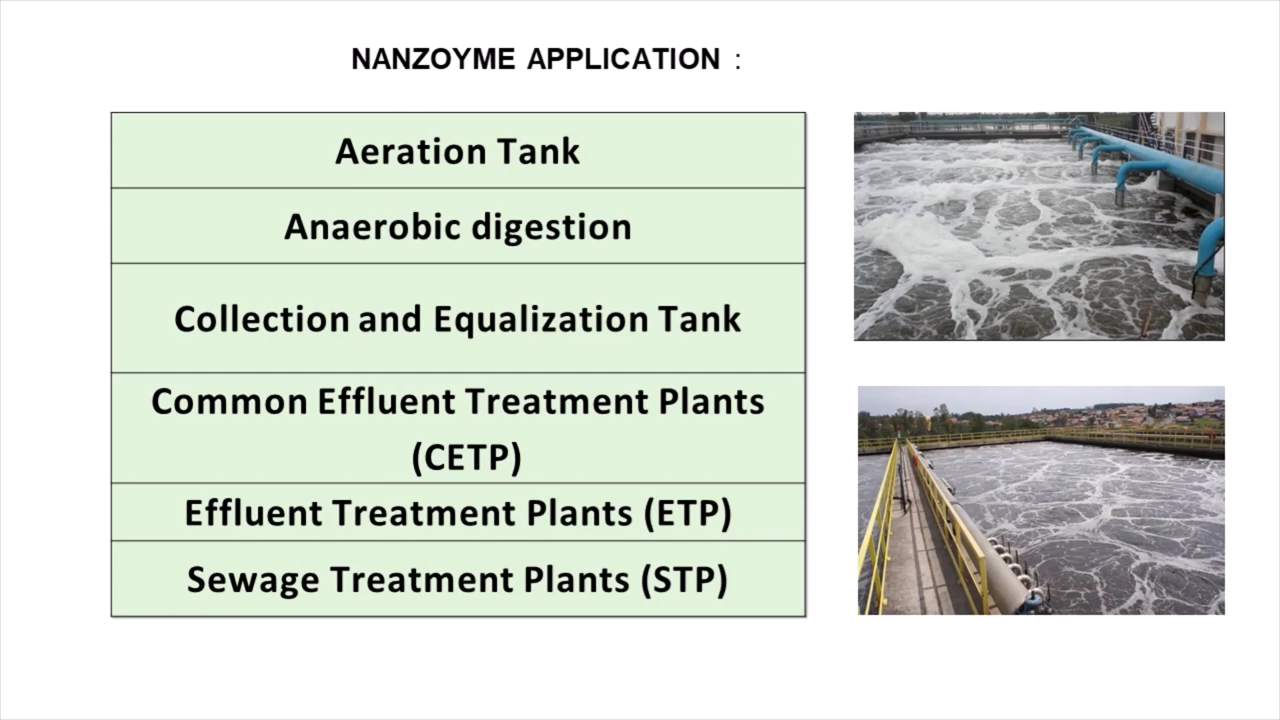 NANZOYME APPLICATION :
Aeration Tank
Anaerobic digestion
Collection and Equalization Tank
Common Effluent Treatment Plants
(CETP)
Effluent Treatment Plants (ETP)
Sewage Treatment Plants (STP)